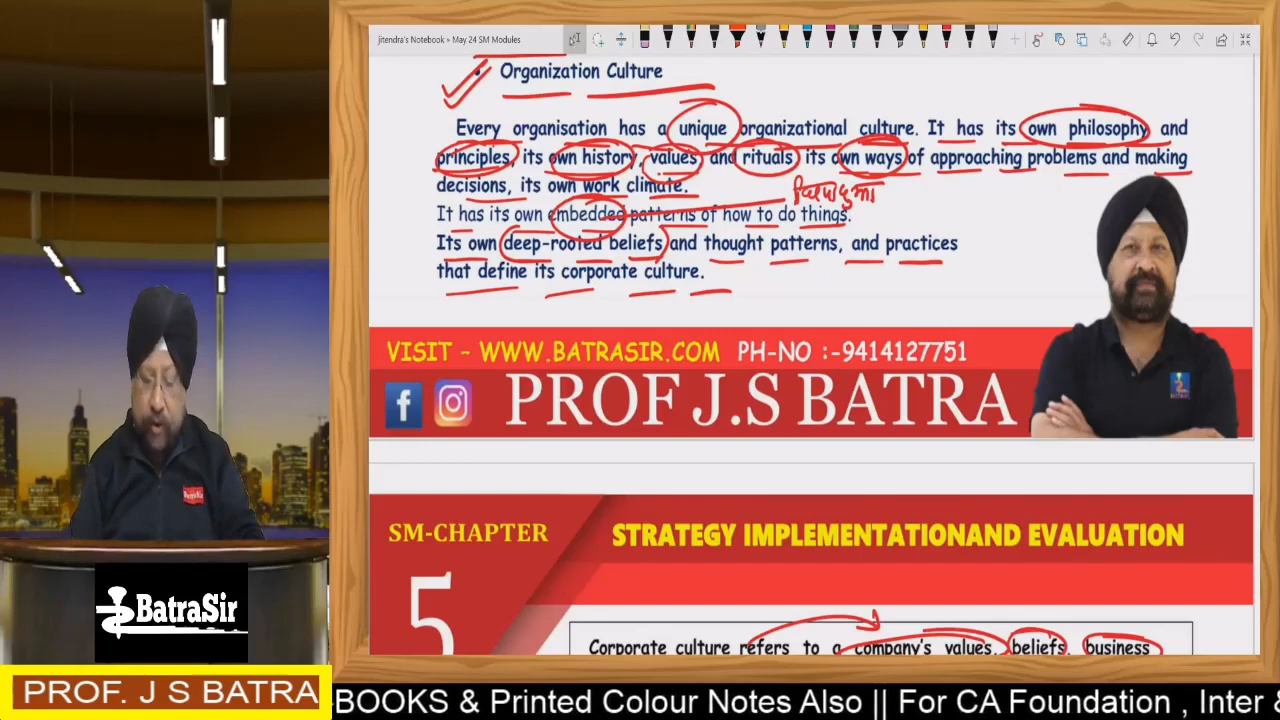 jitendra's Notebook » May 24 SM Modules
• Organization Culture
Every organisation has a unique organizational culture. It has its own philosophy and
principles, its own history, values and rituals its own ways of approaching problems and making
decisions, its own work climate.
It has its own embedded patterns of how to do things.
Its own deep-rooted beliefs and thought patterns, and practices
that define its corporate culture.
VISIT - WWW.BATRASIR.COM PH-NO :-9414127751
PROF J.S BATRA
SM-CHAPTER
5
STRATEGY IMPLEMENTATIONAND EVALUATION
Corporate culture refers to a company's values, beliefs, business
BatraSir
PROF. J S BATRA
-BOOKS & Printed Colour Notes Also || For CA Foundation , Inter &